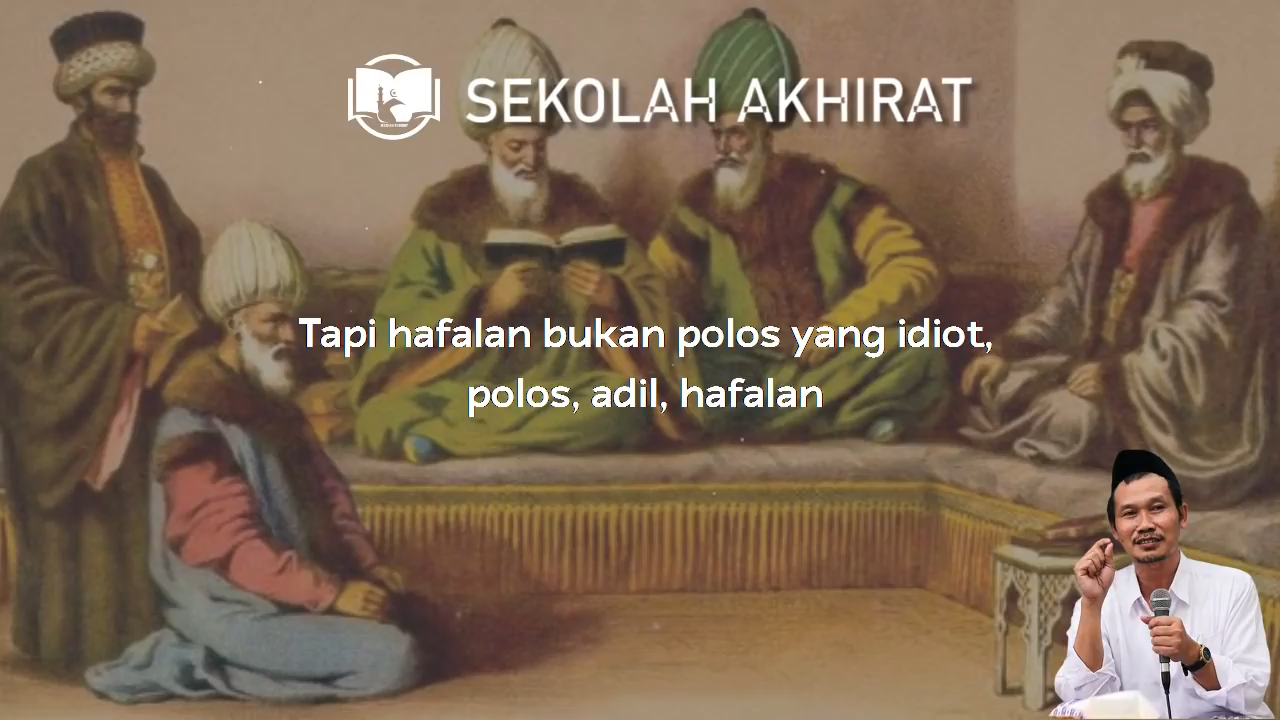 SEKOLAH AKHIRAT
Tapi hafalan bukan polos yang idiot,
polos, adil, hafalan